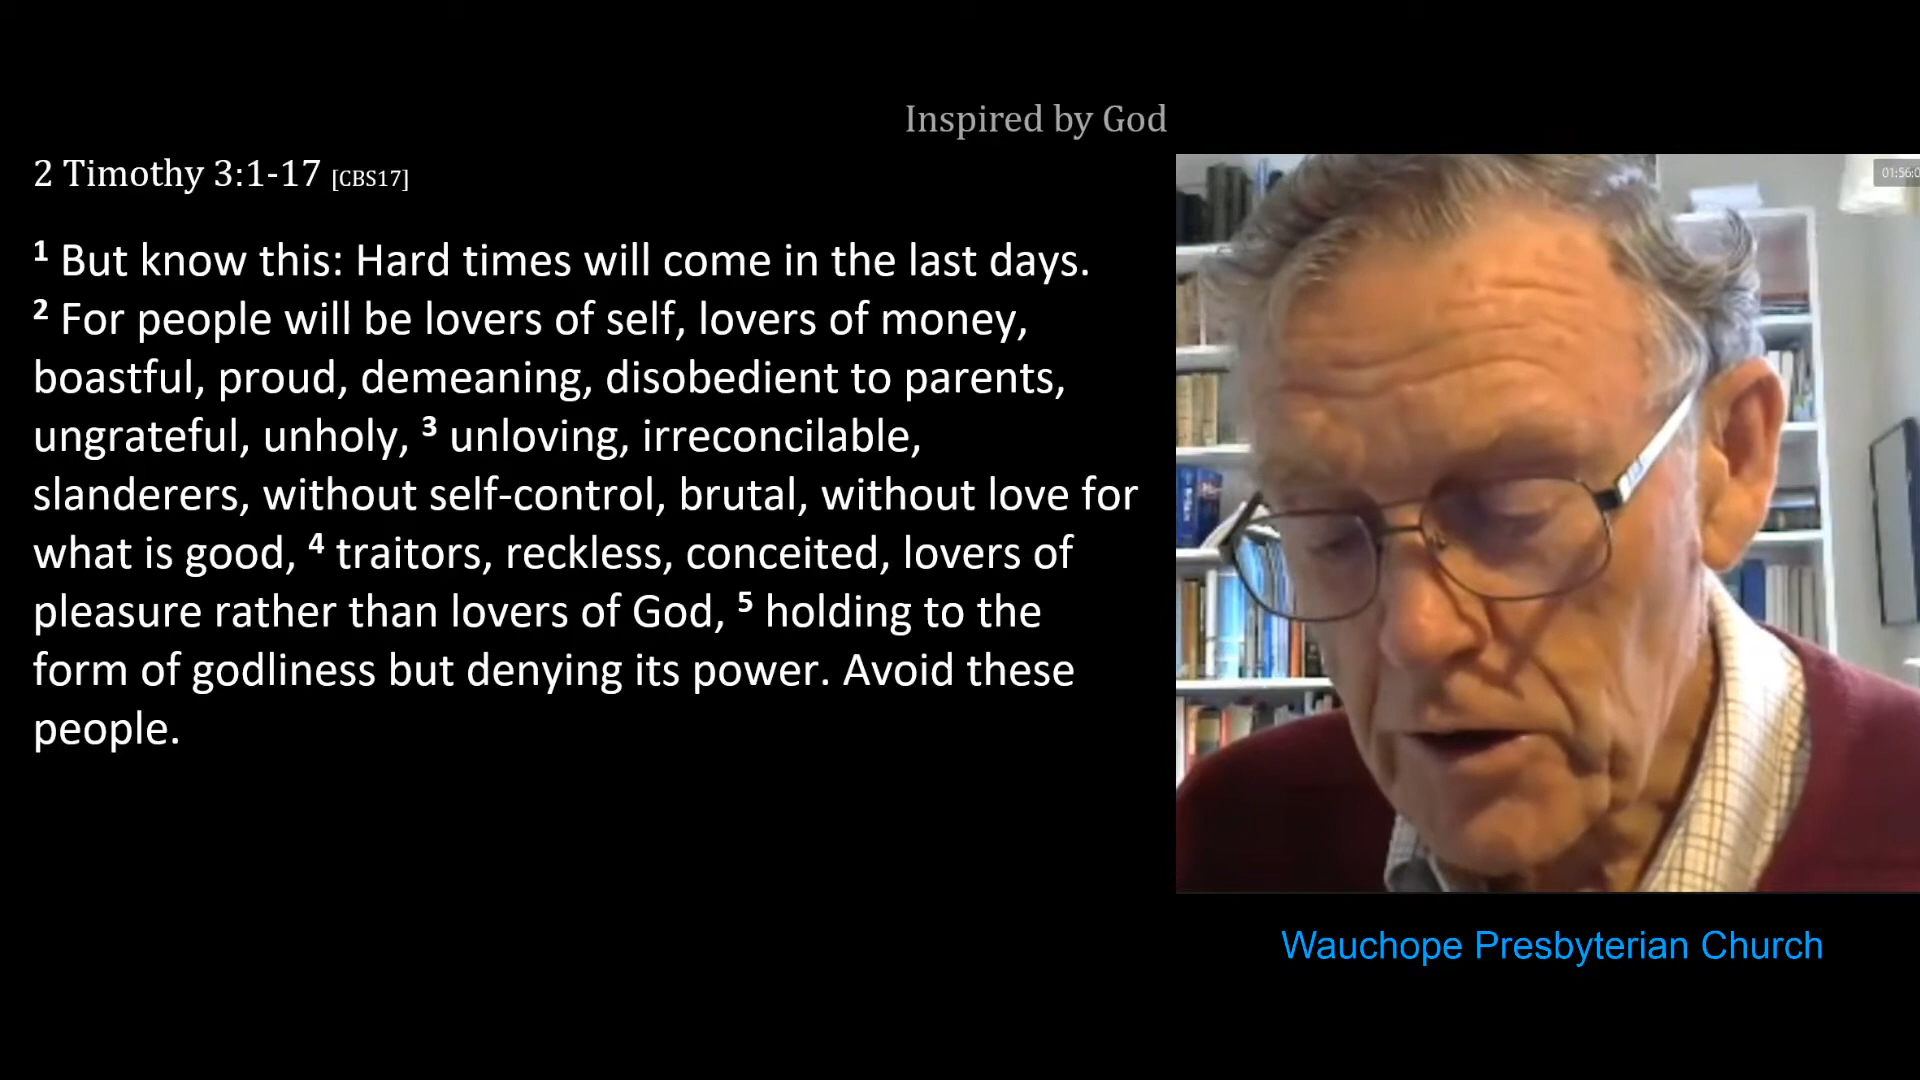 Inspired by God
2 Timothy 3:1-17 [CBS17]
1 But know this: Hard times will come in the last days.
2 For people will be lovers of self, lovers of money,
boastful, proud, demeaning, disobedient to parents,
ungrateful, unholy, 3 unloving, irreconcilable,
slanderers, without self-control, brutal, without love for
what is good, 4 traitors, reckless, conceited, lovers of
pleasure rather than lovers of God, 5 holding to the
form of godliness but denying its power. Avoid these
people.
01:56:0
Wauchope Presbyterian Church